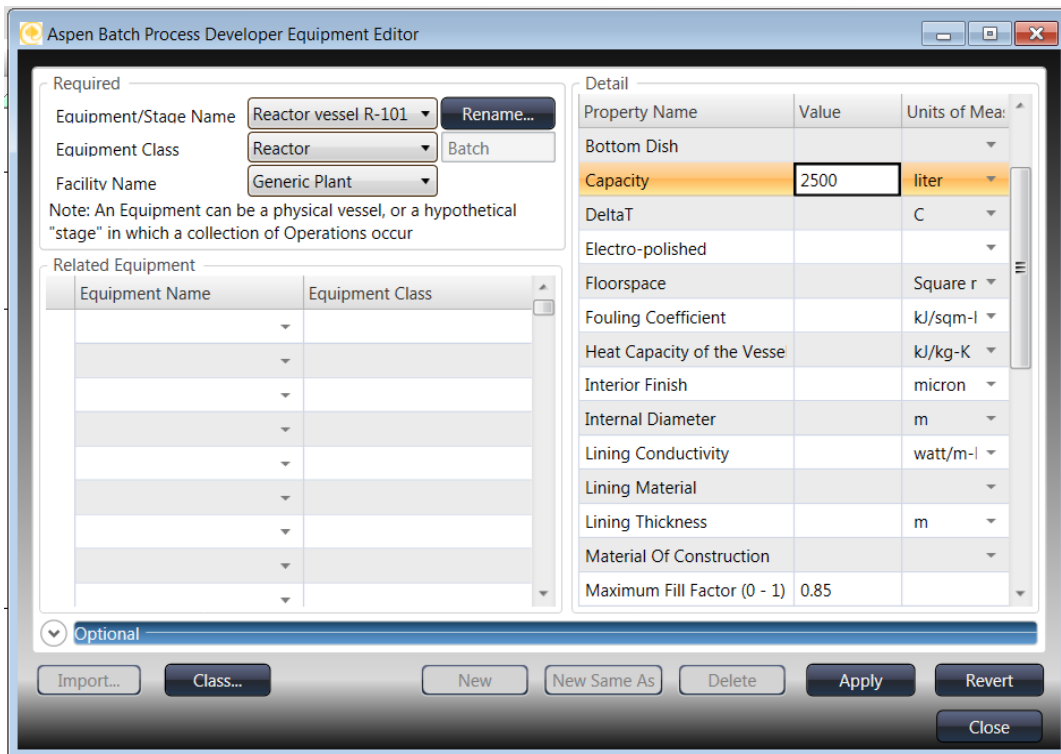 Aspen Batch Process Developer Equipment Editor
Required
Equipment/Stage Name Reactor vessel R-101 Rename...
Equipment Class Reactor Batch
Facility Name Generic Plant
Note: An Equipment can be a physical vessel, or a hypothetical
"stage" in which a collection of Operations occur
Related Equipment
Equipment Name Equipment Class
Detail
Property Name Value Units of Meas
Bottom Dish
Capacity 2500 liter
DeltaT C
Electro-polished
Floorspace Square r
Fouling Coefficient kJ/sqm-l
Heat Capacity of the Vessel kJ/kg-K
Interior Finish micron
Internal Diameter m
Lining Conductivity watt/m-l
Lining Material
Lining Thickness m
Material Of Construction
Maximum Fill Factor (0 - 1) 0.85
Optional
Import... Class... New New Same As Delete Apply Revert
Close